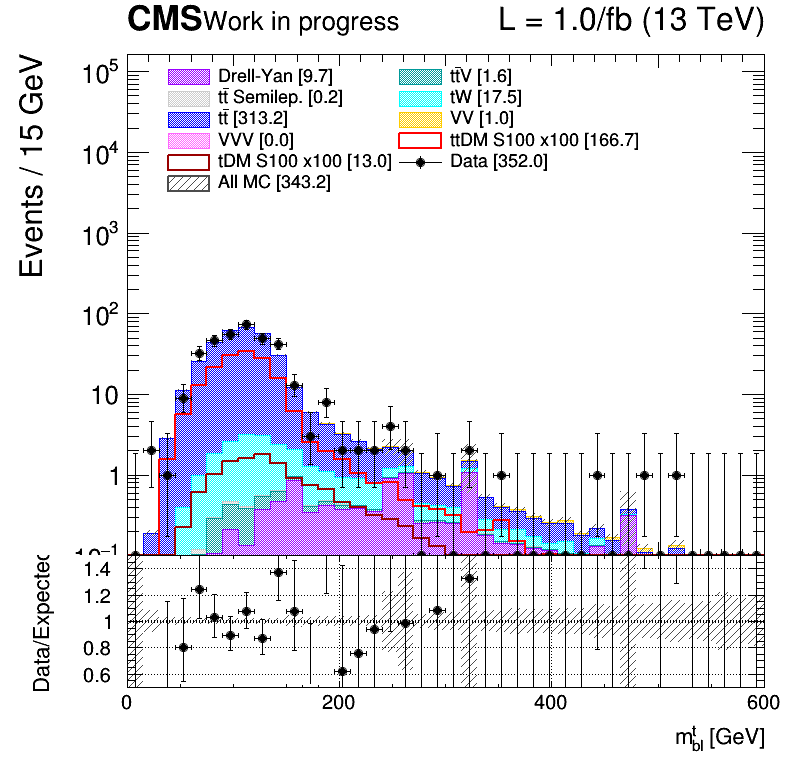 CMS Work in progress L = 1.0/fb (13 TeV)
Events / 15 GeV
Drell-Yan [9.7] tt̄V [1.6]
tt̄ Semilep. [0.2] tW [17.5]
tt̄ [313.2] VV [1.0]
VVV [0.0] ttDM S100 x100 [166.7]
tDM S100 x100 [13.0] Data [352.0]
All MC [343.2]
10⁵
10⁴
10³
10²
10
1
10⁻¹
Data/Expected
1.4
1.2
1
0.8
0.6
0 200 400 600
mᵗbl [GeV]